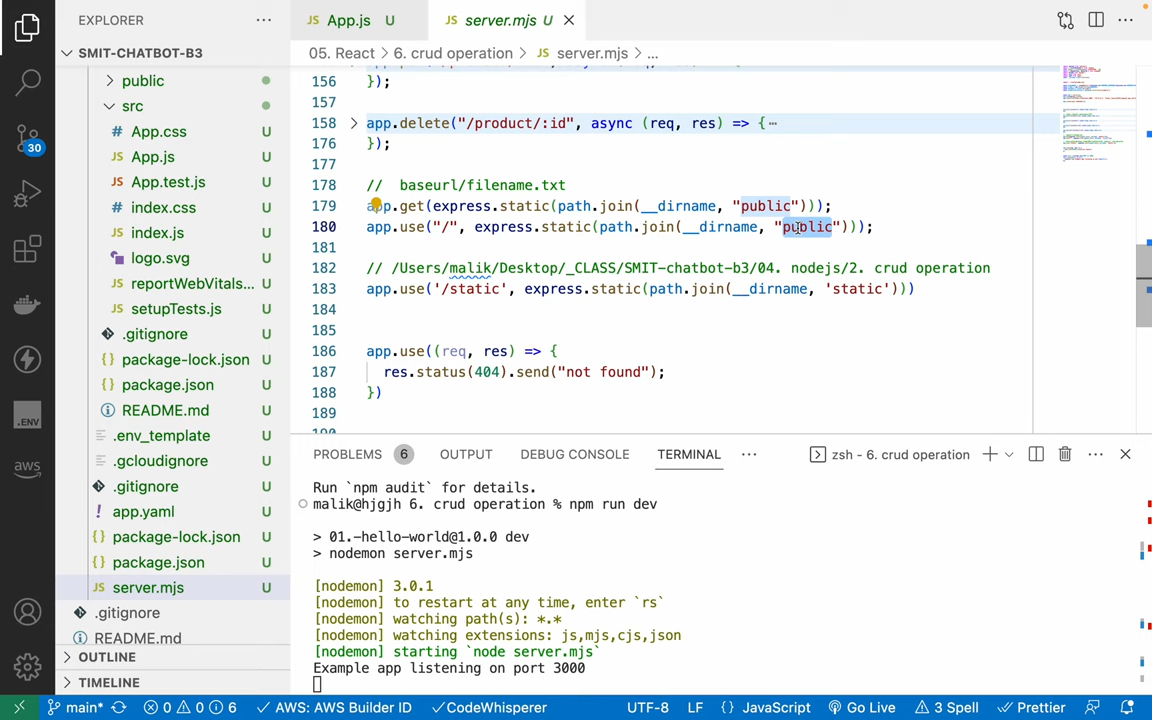 EXPLORER
SMIT-CHATBOT-B3
public
src
# App.css U
JS App.js U
JS App.test.js U
# index.css U
JS index.js U
logo.svg U
JS reportWebVitals... U
JS setupTests.js U
.gitignore U
{} package-lock.json U
{} package.json U
README.md U
.env_template U
.gcloudignore U
.gitignore U
! app.yaml U
{} package-lock.json U
{} package.json U
JS server.mjs U
.gitignore
README.md
OUTLINE
TIMELINE
30
.ENV
aws
JS App.js U
JS server.mjs U
05. React > 6. crud operation > JS server.mjs > ...
156 });
157
158 app.delete("/product/:id", async (req, res) => {
176 });
177
178 //  baseurl/filename.txt
179 app.get(express.static(path.join(__dirname, "public")));
180 app.use("/", express.static(path.join(__dirname, "public")));
181
182 // /Users/malik/Desktop/_CLASS/SMIT-chatbot-b3/04. nodejs/2. crud operation
183 app.use('/static', express.static(path.join(__dirname, 'static')))
184
185
186 app.use((req, res) => {
187 res.status(404).send("not found");
188 })
189
190
PROBLEMS 6 OUTPUT DEBUG CONSOLE TERMINAL
zsh - 6. crud operation
Run `npm audit` for details.
malik@hjgjh 6. crud operation % npm run dev
> 01.-hello-world@1.0.0 dev
> nodemon server.mjs
[nodemon] 3.0.1
[nodemon] to restart at any time, enter `rs`
[nodemon] watching path(s): *.*
[nodemon] watching extensions: js,mjs,cjs,json
[nodemon] starting `node server.mjs`
Example app listening on port 3000
main* 0 0 6 AWS: AWS Builder ID CodeWhisperer UTF-8 LF {} JavaScript Go Live 3 Spell Prettier